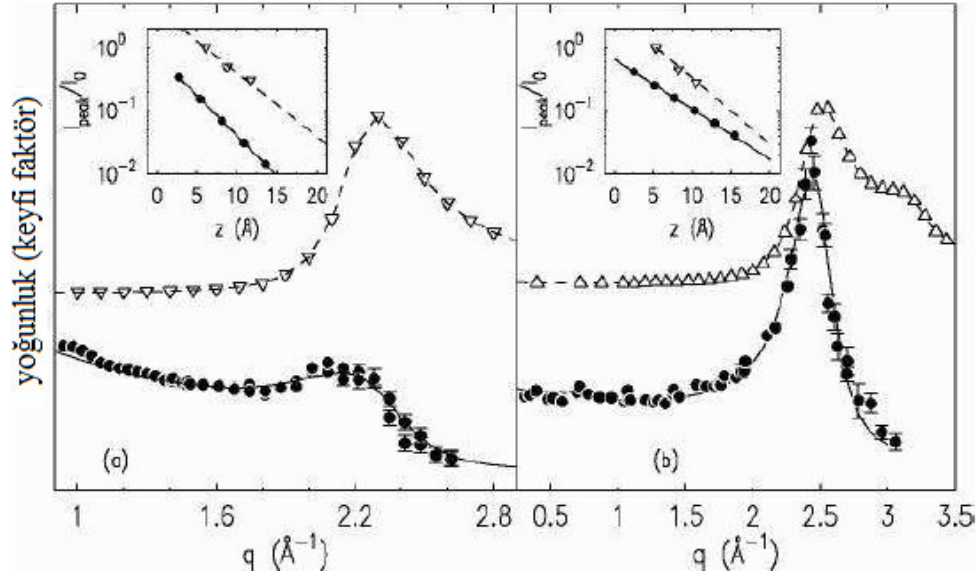 yoğunluk (keyfi faktör)
I_peak/I_0
10^0
10^-1
10^-2
0 5 10 15 20
z (Å)
(a)
1 1.6 2.2 2.8
q (Å^-1)
I_peak/I_0
10^0
10^-1
10^-2
0 5 10 15 20
z (Å)
(b)
0.5 1 1.5 2 2.5 3 3.5
q (Å^-1)